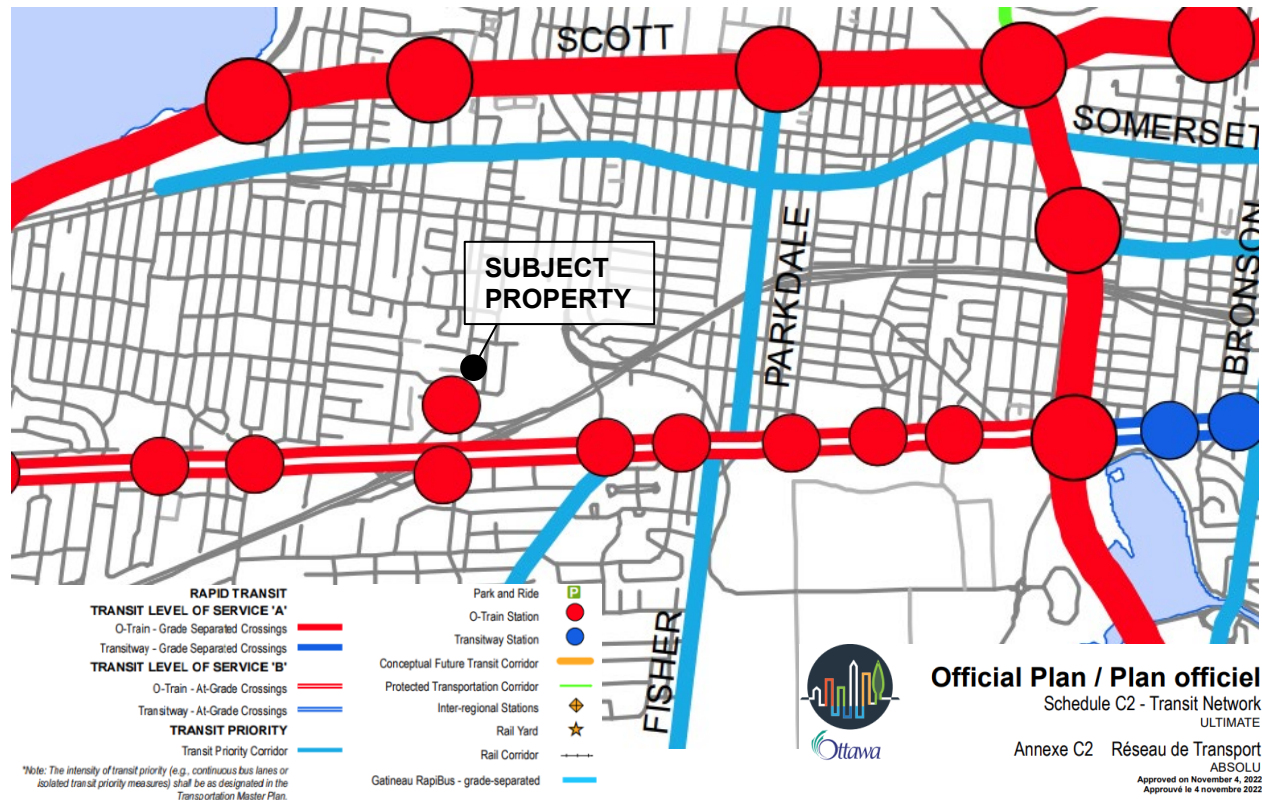 SCOTT
SOMERSET
SUBJECT
PROPERTY
PARKDALE
BRONSON
FISHER
RAPID TRANSIT
TRANSIT LEVEL OF SERVICE 'A'
O-Train - Grade Separated Crossings
Transitway - Grade Separated Crossings
TRANSIT LEVEL OF SERVICE 'B'
O-Train - At-Grade Crossings
Transitway - At-Grade Crossings
TRANSIT PRIORITY
Transit Priority Corridor
*Note: The intensity of transit priority (e.g., continuous bus lanes or
isolated transit priority measures) shall be as designated in the
Transportation Master Plan.
Park and Ride P
O-Train Station
Transitway Station
Conceptual Future Transit Corridor
Protected Transportation Corridor
Inter-regional Stations
Rail Yard
Rail Corridor
Gatineau RapiBus - grade-separated
Ottawa
Official Plan / Plan officiel
Schedule C2 - Transit Network
ULTIMATE
Annexe C2 Réseau de Transport
ABSOLU
Approved on November 4, 2022
Approuvé le 4 novembre 2022